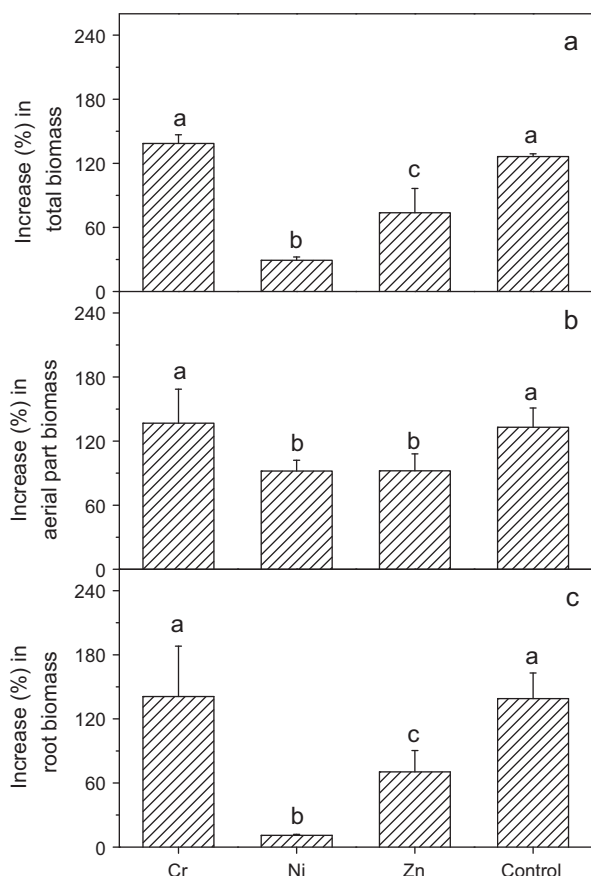 a
240
180
120
60
0
Increase (%) in
total biomass
a
b
c
a
b
240
180
120
60
0
Increase (%) in
aerial part biomass
a
b
b
a
c
240
180
120
60
0
Increase (%) in
root biomass
a
b
c
a
Cr Ni Zn Control